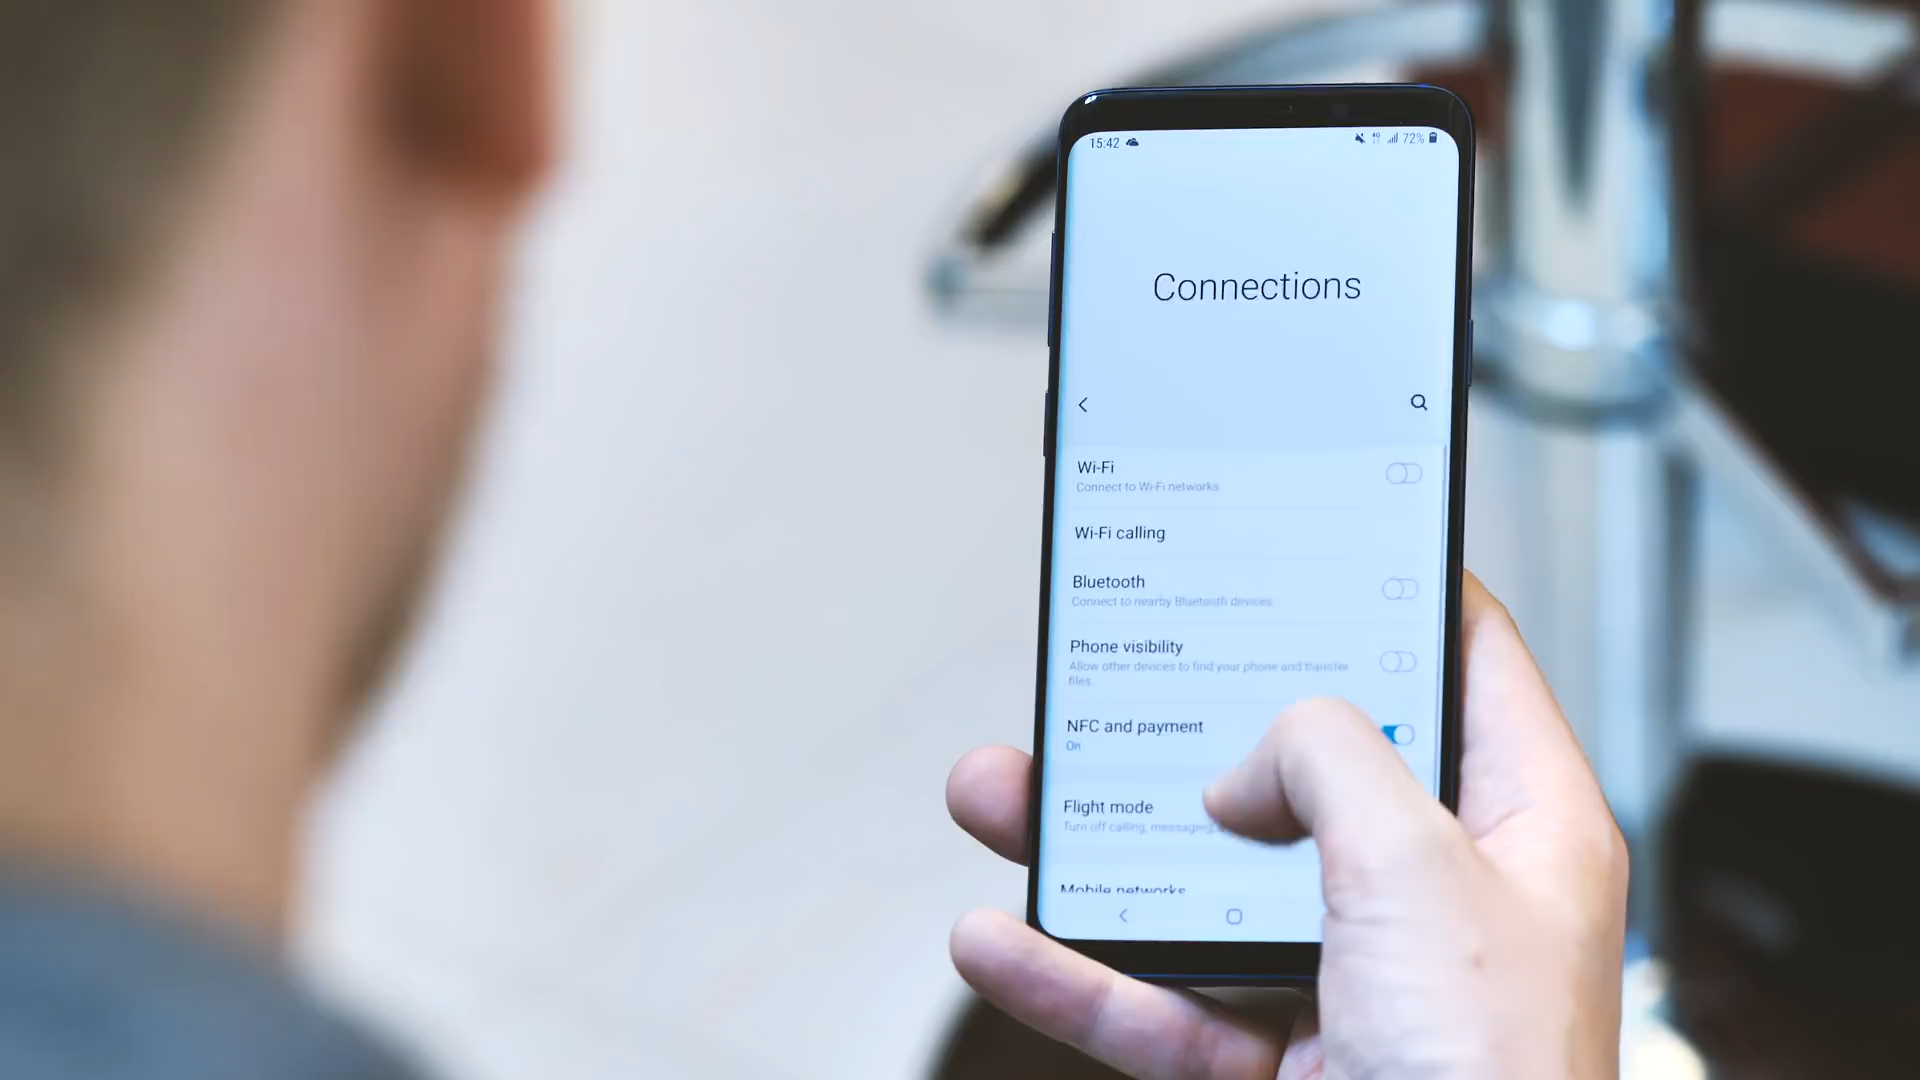 15:42
4G 72%
Connections
Wi-Fi
Connect to Wi-Fi networks.
Wi-Fi calling
Bluetooth
Connect to nearby Bluetooth devices.
Phone visibility
Allow other devices to find your phone and transfer
files.
NFC and payment
On
Flight mode
Turn off calling, messaging,
Mobile networks